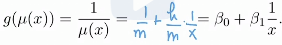 g(μ(x)) = 1/μ(x) = 1/m + h/m · 1/x = β₀ + β₁ 1/x.